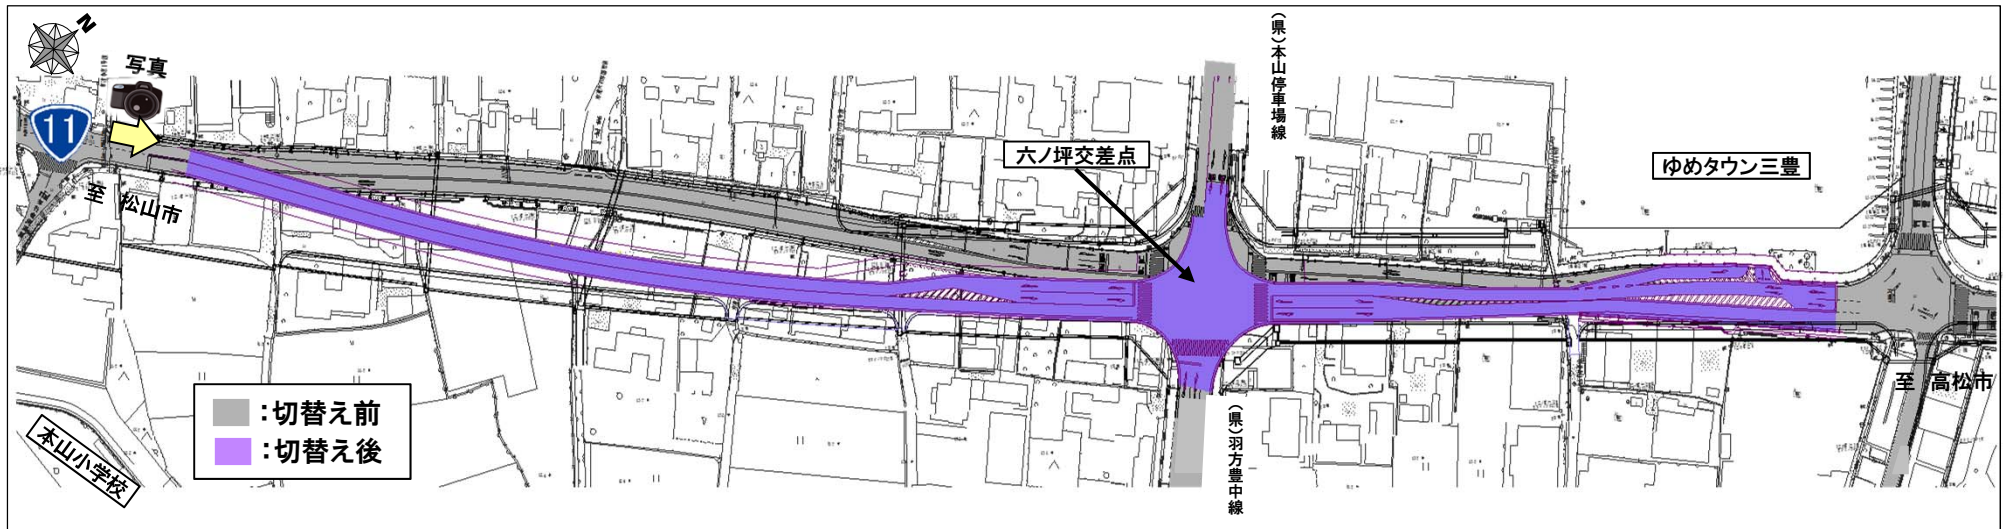 N
写真
11
至 松山市
(県)本山停車場線
六ノ坪交差点
ゆめタウン三豊
至 高松市
(県)羽方豊中線
:切替え前
:切替え後
本山小学校